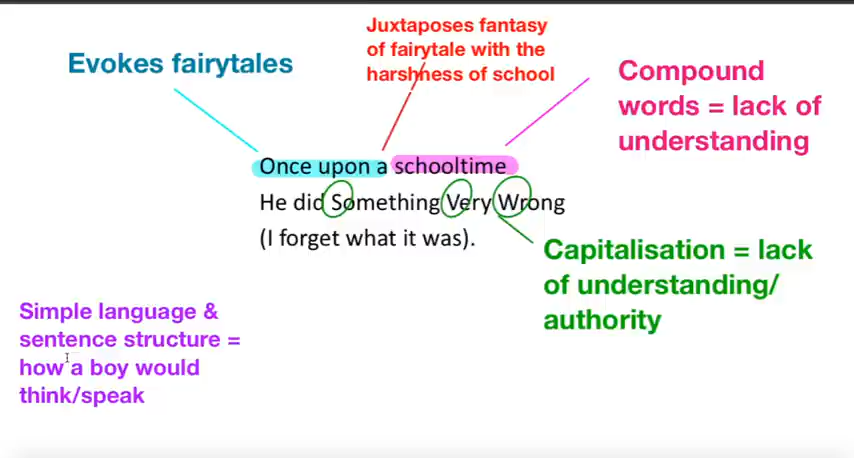 Evokes fairytales
Juxtaposes fantasy
of fairytale with the
harshness of school
Compound
words = lack of
understanding
Once upon a schooltime
He did Something Very Wrong
(I forget what it was).
Capitalisation = lack
of understanding/
authority
Simple language &
sentence structure =
how a boy would
think/speak